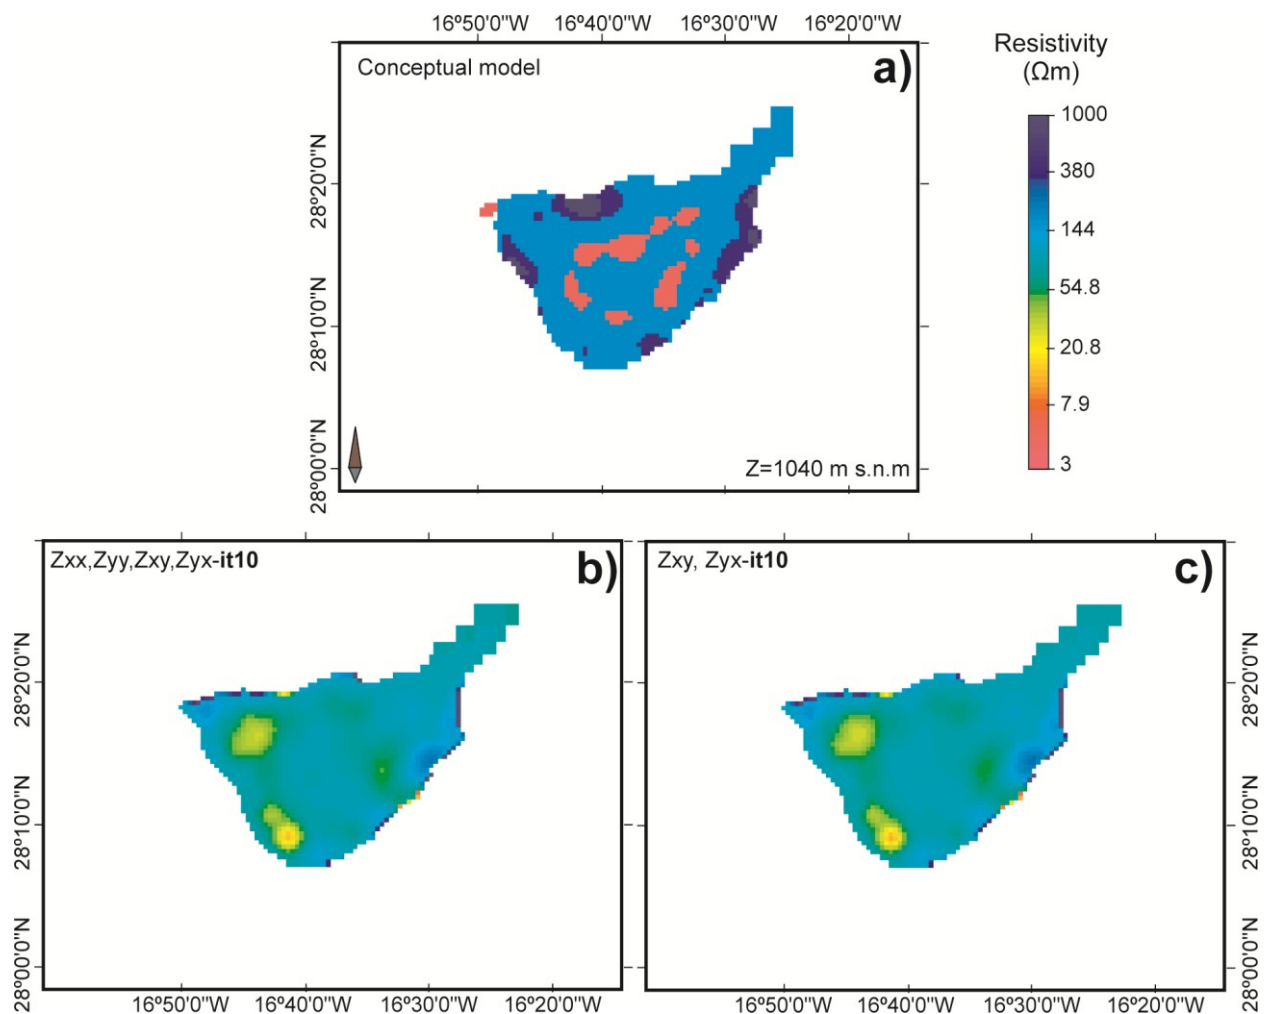 16º50'0"W 16º40'0"W 16º30'0"W 16º20'0"W
Conceptual model
a)
Resistivity
(Ωm)
1000
380
144
54.8
20.8
7.9
3
28º20'0"N
28º10'0"N
28º00'0"N
Z=1040 m s.n.m
Zxx,Zyy,Zxy,Zyx-it10
b)
28º20'0"N
28º10'0"N
28º00'0"N
16º50'0"W 16º40'0"W 16º30'0"W 16º20'0"W
Zxy, Zyx-it10
c)
28º20'0"N
28º10'0"N
28º00'0"N
16º50'0"W 16º40'0"W 16º30'0"W 16º20'0"W